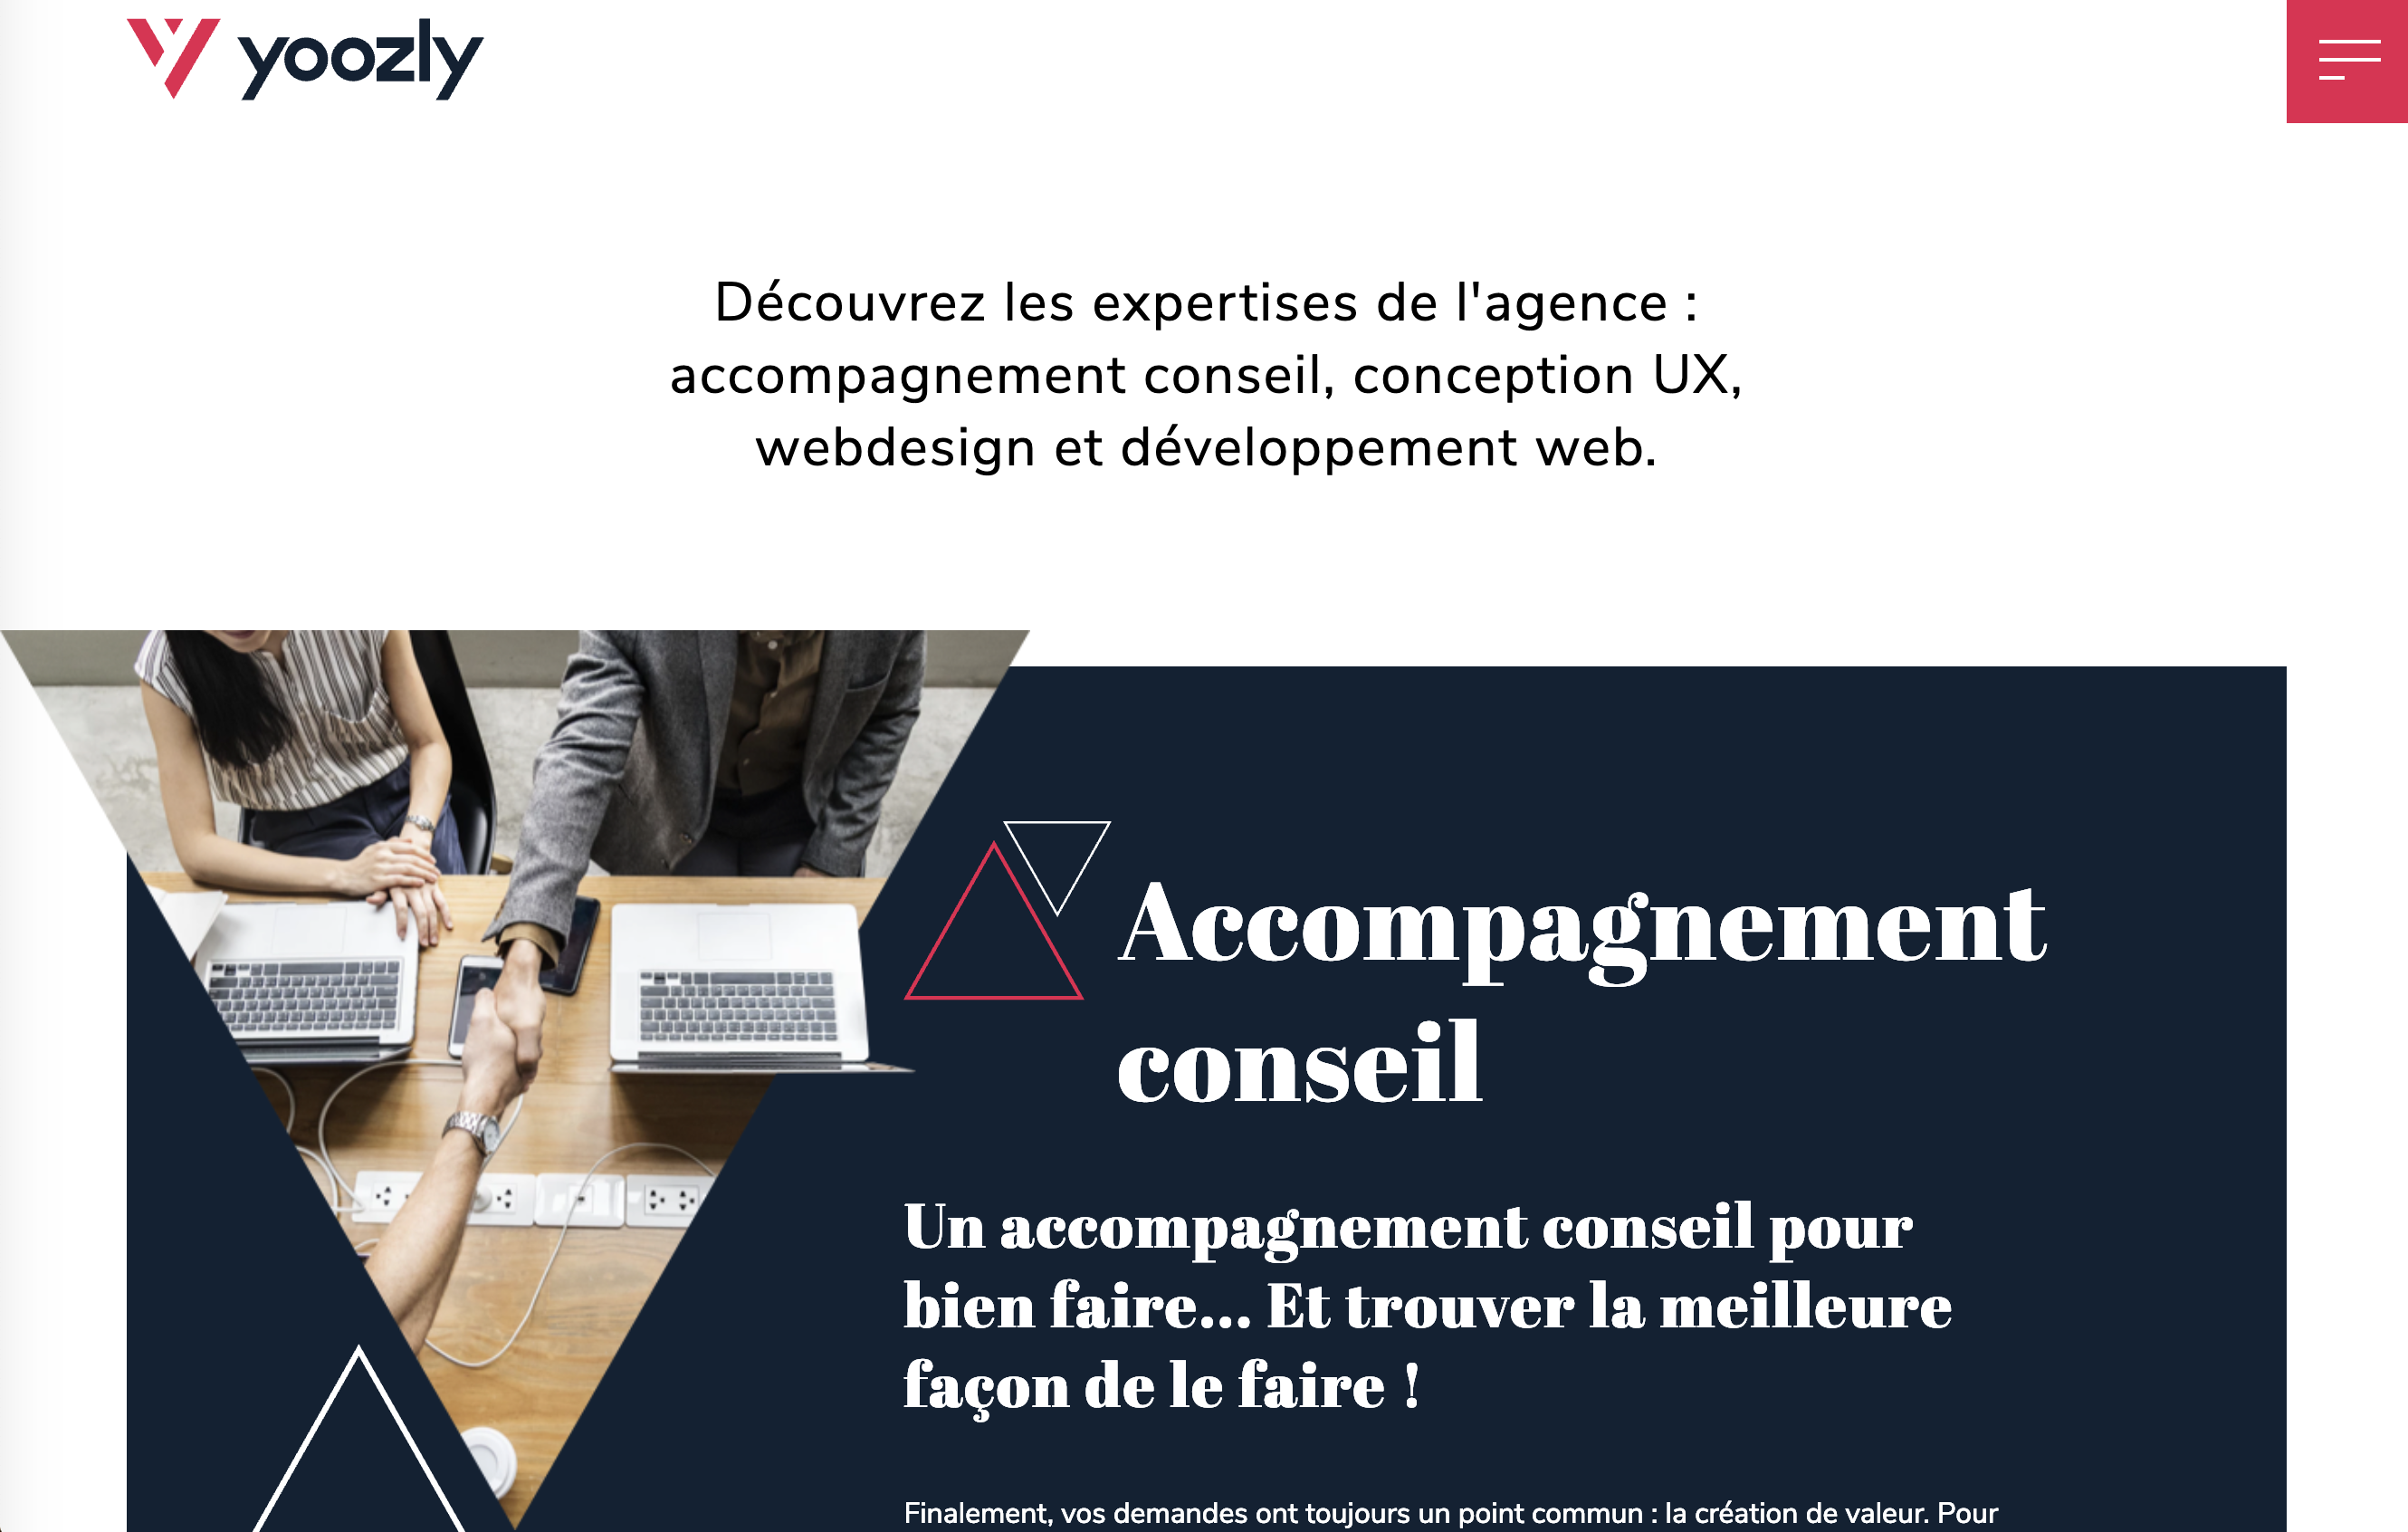 yoozly
Découvrez les expertises de l'agence :
accompagnement conseil, conception UX,
webdesign et développement web.
Accompagnement
conseil
Un accompagnement conseil pour
bien faire... Et trouver la meilleure
façon de le faire !
Finalement, vos demandes ont toujours un point commun : la création de valeur. Pour